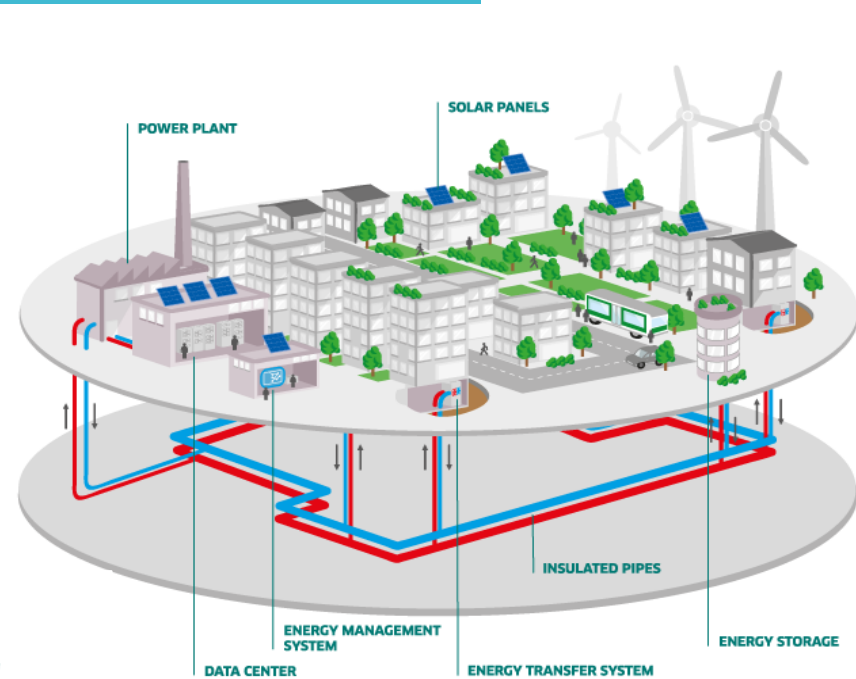 SOLAR PANELS
POWER PLANT
INSULATED PIPES
ENERGY MANAGEMENT
SYSTEM
ENERGY STORAGE
DATA CENTER
ENERGY TRANSFER SYSTEM